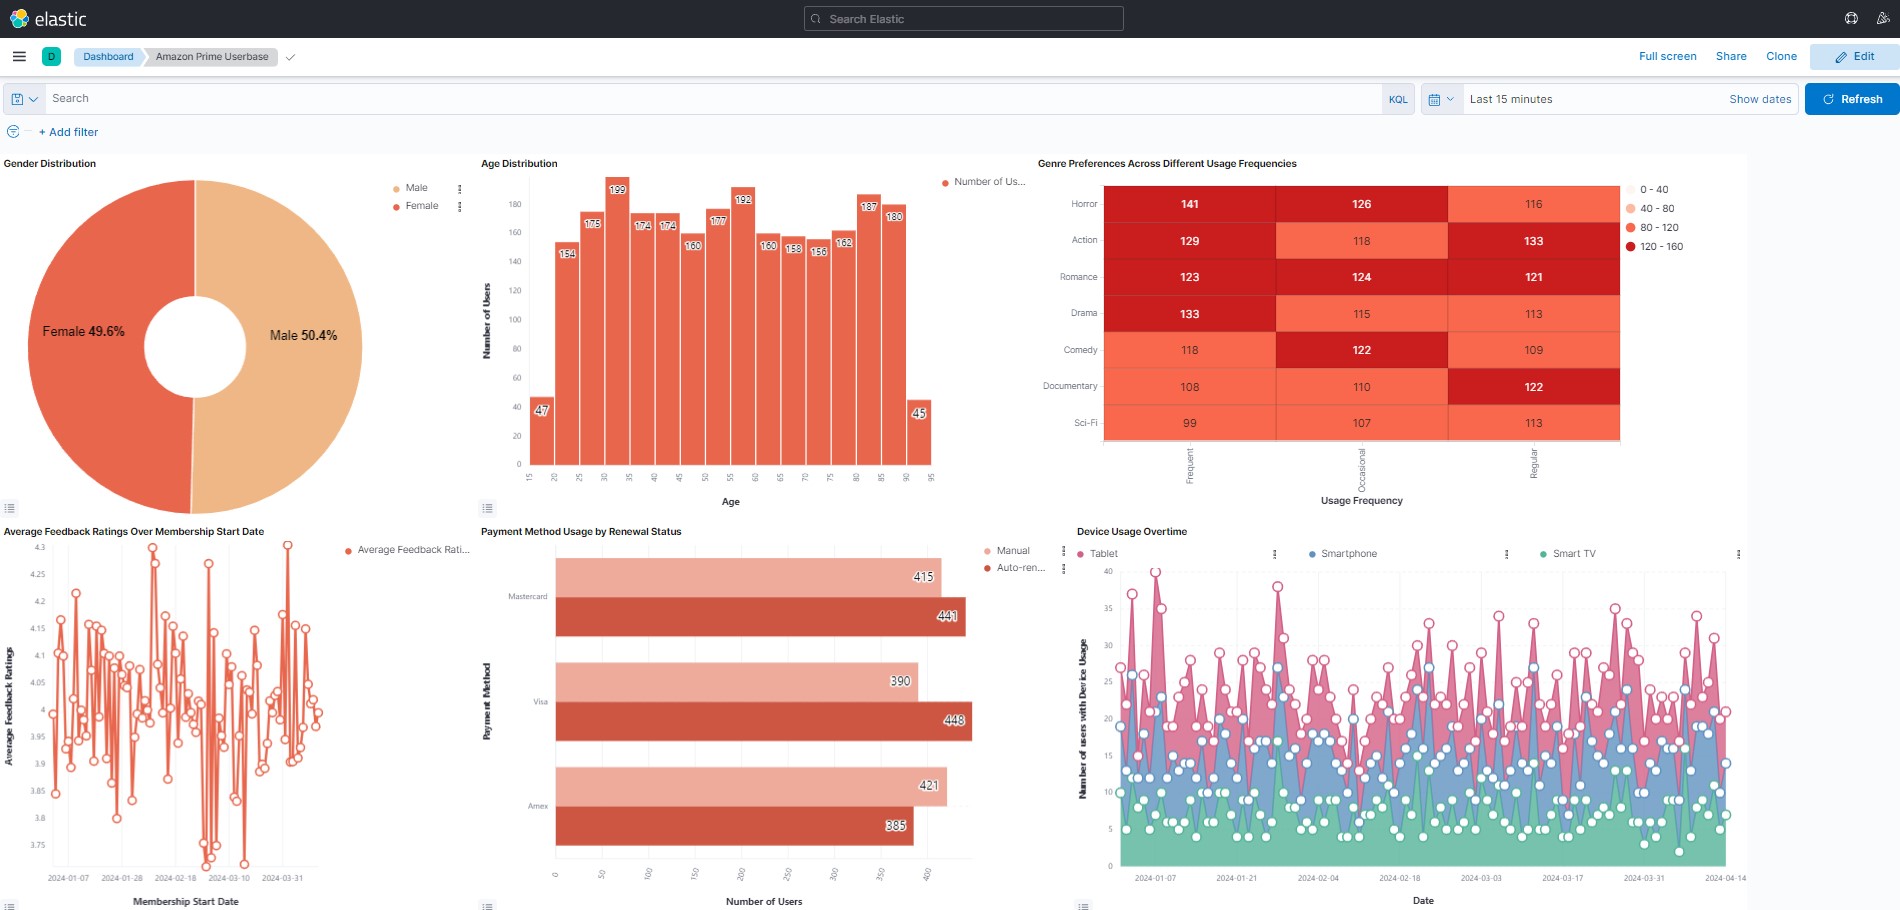 elastic
Search Elastic
D
Dashboard
Amazon Prime Userbase
Full screen
Share
Clone
Edit
Search
KQL
Last 15 minutes
Show dates
Refresh
+ Add filter
Gender Distribution
Male
Female
Female 49.6%
Male 50.4%
Age Distribution
Number of Us...
Number of Users
180
160
140
120
100
80
60
40
20
0
47
154
175
199
174
174
160
177
192
160
158
156
162
187
180
45
15
20
25
30
35
40
45
50
55
60
65
70
75
80
85
90
95
Age
Genre Preferences Across Different Usage Frequencies
Horror 141 126 116
Action 129 118 133
Romance 123 124 121
Drama 133 115 113
Comedy 118 122 109
Documentary 108 110 122
Sci-Fi 99 107 113
Frequent
Occasional
Regular
Usage Frequency
0 - 40
40 - 80
80 - 120
120 - 160
Average Feedback Ratings Over Membership Start Date
Average Feedback Rati...
Average Feedback Ratings
4.3
4.25
4.2
4.15
4.1
4.05
4
3.95
3.9
3.85
3.8
3.75
2024-01-07
2024-01-28
2024-02-18
2024-03-10
2024-03-31
Membership Start Date
Payment Method Usage by Renewal Status
Manual
Auto-ren...
Payment Method
Mastercard
415
441
Visa
390
448
Amex
421
385
0
50
100
150
200
250
300
350
400
Number of Users
Device Usage Overtime
Tablet
Smartphone
Smart TV
Number of users with Device Usage
40
35
30
25
20
15
10
5
0
2024-01-07
2024-01-21
2024-02-04
2024-02-18
2024-03-03
2024-03-17
2024-03-31
2024-04-14
Date